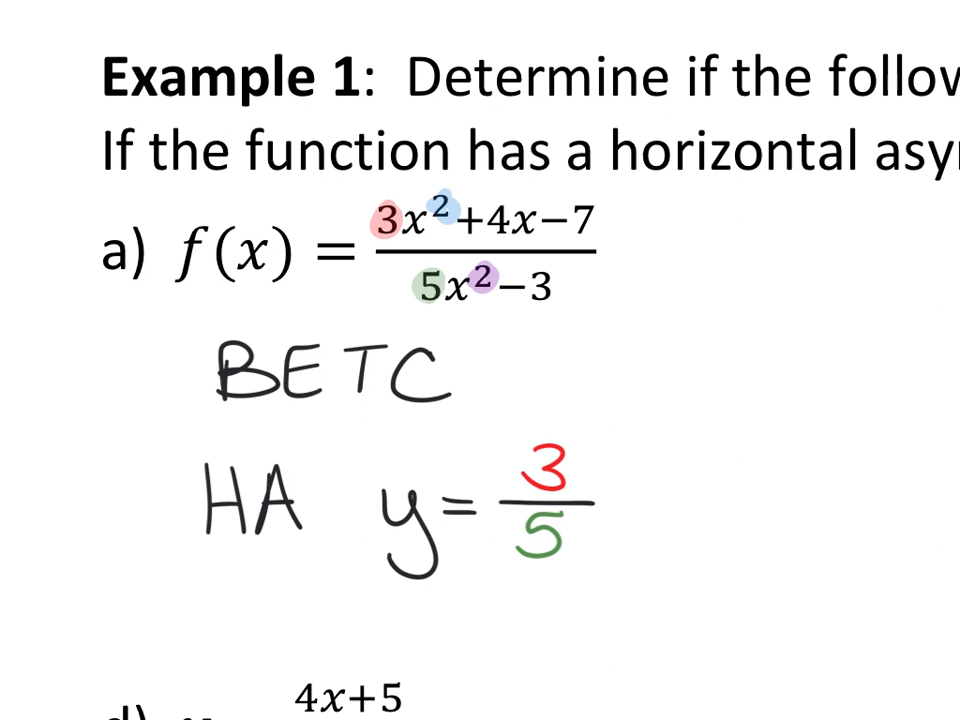 Example 1: Determine if the follow
If the function has a horizontal asy
a) f(x) = (3x²+4x−7)/(5x²−3)
BETC
HA y = 3/5
d) 4x+5